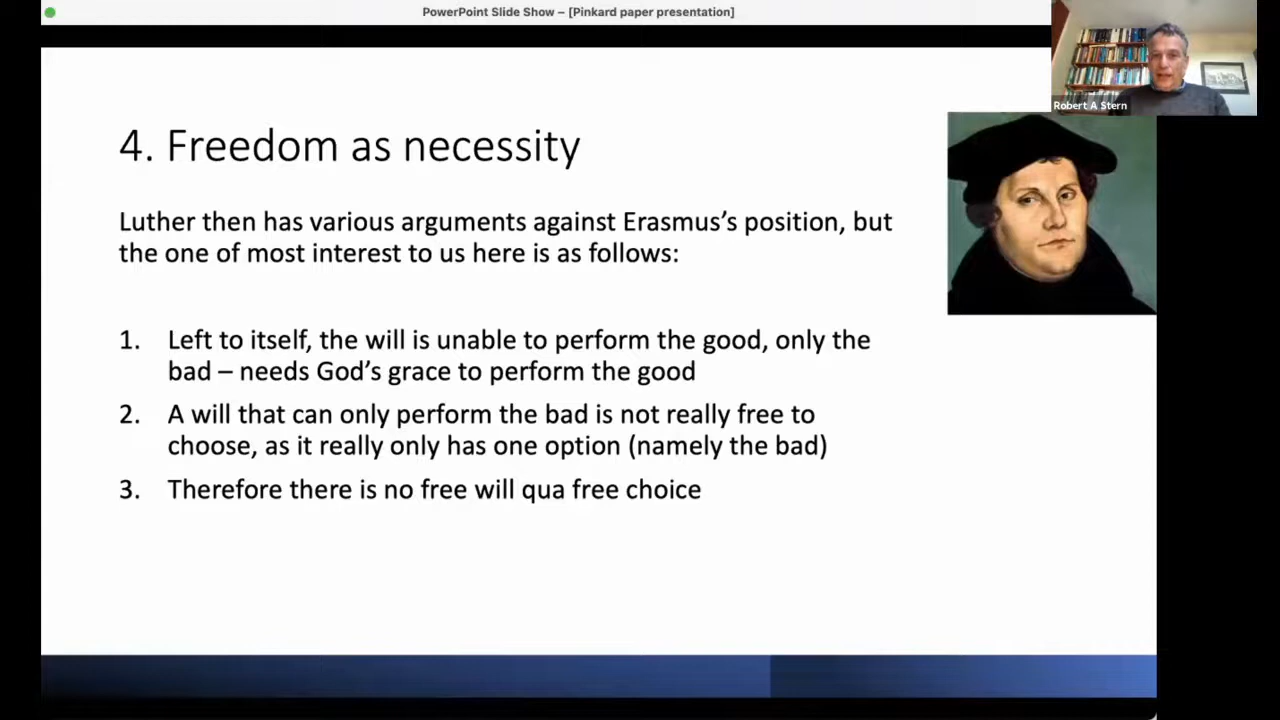 PowerPoint Slide Show – [Pinkard paper presentation]
Robert A Stern
4. Freedom as necessity
Luther then has various arguments against Erasmus’s position, but
the one of most interest to us here is as follows:
1. Left to itself, the will is unable to perform the good, only the
bad – needs God’s grace to perform the good
2. A will that can only perform the bad is not really free to
choose, as it really only has one option (namely the bad)
3. Therefore there is no free will qua free choice